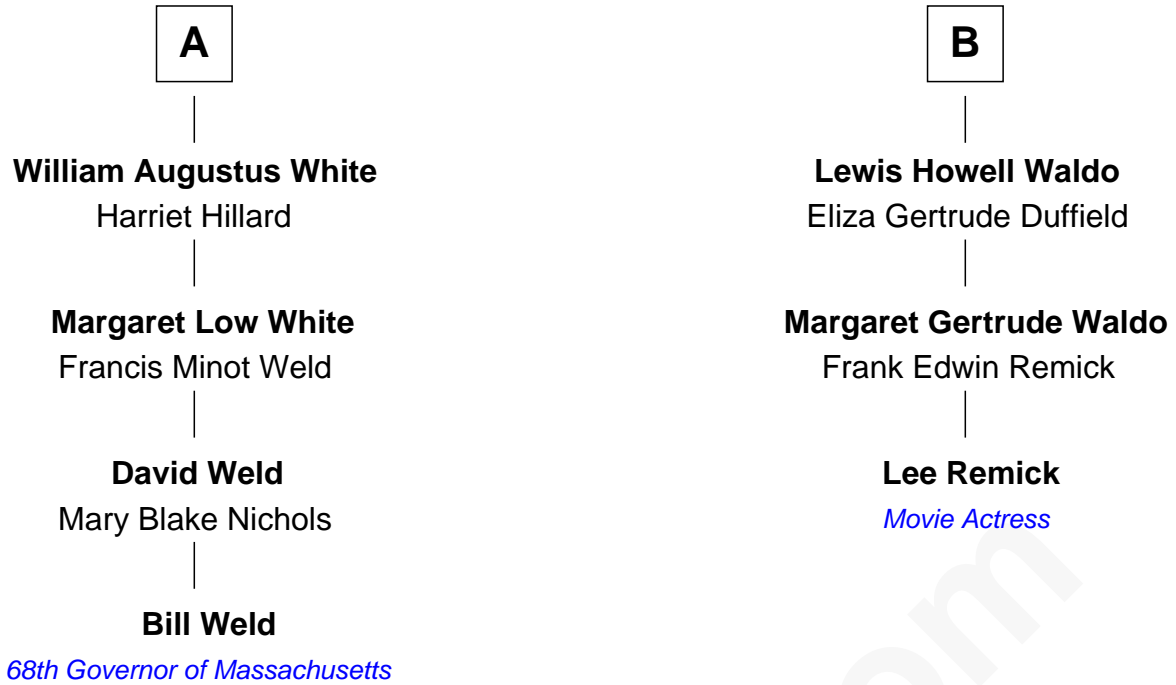 A
William Augustus White
Harriet Hillard
Margaret Low White
Francis Minot Weld
David Weld
Mary Blake Nichols
Bill Weld
68th Governor of Massachusetts
B
Lewis Howell Waldo
Eliza Gertrude Duffield
Margaret Gertrude Waldo
Frank Edwin Remick
Lee Remick
Movie Actress
om